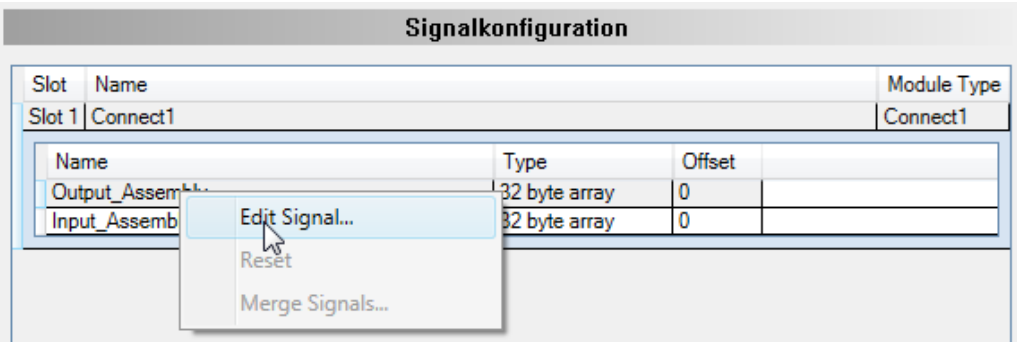 Signalkonfiguration
Slot Name Module Type
Slot 1 Connect1 Connect1
Name Type Offset
32 byte array 0
32 byte array 0
Edit Signal...
Reset
Merge Signals...